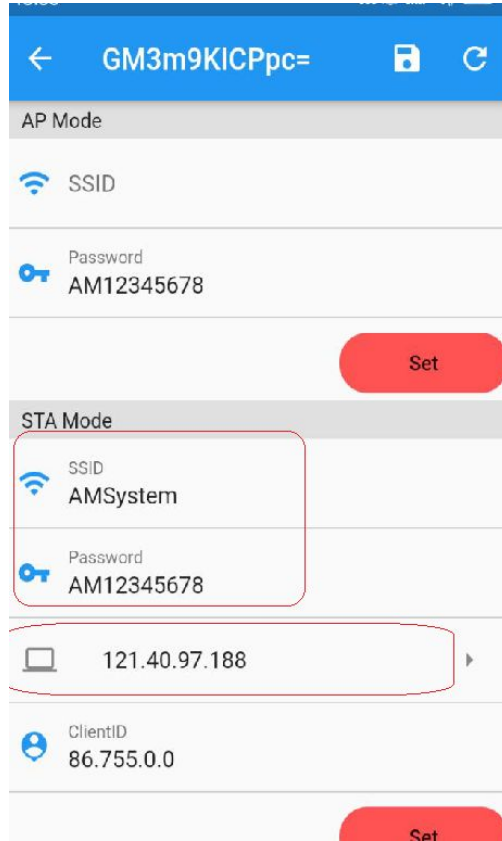 GM3m9KICPpc=
AP Mode
SSID
Password
AM12345678
Set
STA Mode
SSID
AMSystem
Password
AM12345678
121.40.97.188
ClientID
86.755.0.0
Set